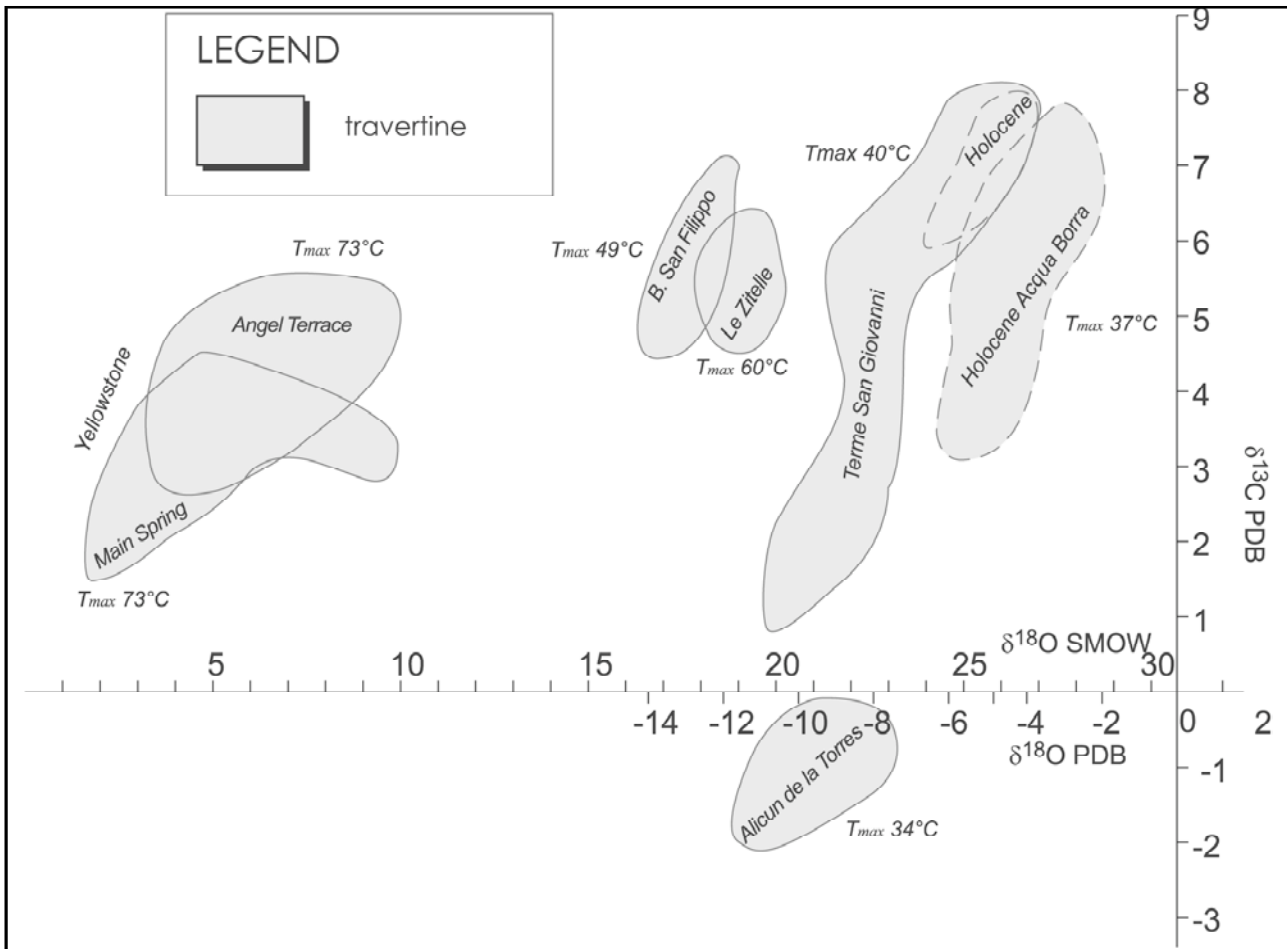 LEGEND
travertine
9
8
7
6
5
4
3
2
1
δ13C PDB
Holocene
Tmax 40°C
Holocene Acqua Borra
Tmax 37°C
Terme San Giovanni
B. San Filippo
Tmax 49°C
Le Zitelle
Tmax 60°C
Tmax 73°C
Angel Terrace
Yellowstone
Main Spring
Tmax 73°C
δ18O SMOW
5 10 15 20 25 30
-14 -12 -10 -8 -6 -4 -2 0 2
δ18O PDB
Alicun de la Torres
Tmax 34°C
-1
-2
-3